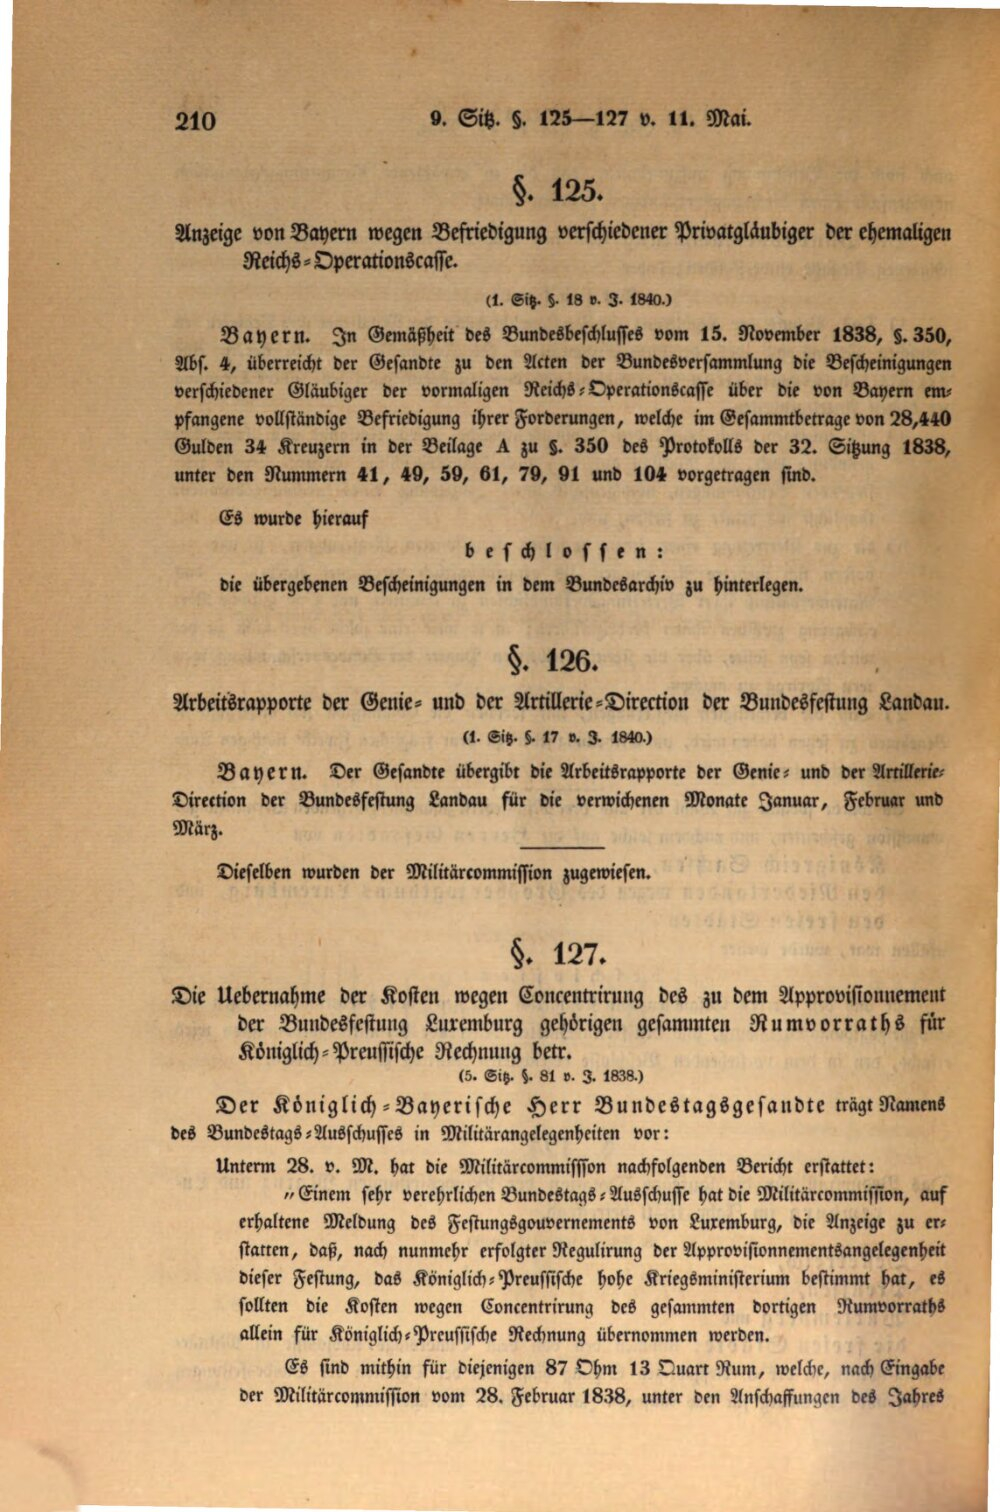 210
9. Sitz. §. 125—127 v. 11. Mai.
§. 125.
Anzeige von Bayern wegen Befriedigung verschiedener Privatgläubiger der ehemaligen
Reichs-Operationscasse.
(1. Sitz. §. 18 v. J. 1840.)
Bayern. In Gemäßheit des Bundesbeschlusses vom 15. November 1838, §. 350,
Abs. 4, überreicht der Gesandte zu den Acten der Bundesversammlung die Bescheinigungen
verschiedener Gläubiger der vormaligen Reichs-Operationscasse über die von Bayern em-
pfangene vollständige Befriedigung ihrer Forderungen, welche im Gesammtbetrage von 28,440
Gulden 34 Kreuzern in der Beilage A zu §. 350 des Protokolls der 32. Sitzung 1838,
unter den Nummern 41, 49, 59, 61, 79, 91 und 104 vorgetragen sind.
Es wurde hierauf
beschlossen:
die übergebenen Bescheinigungen in dem Bundesarchiv zu hinterlegen.
§. 126.
Arbeitsrapporte der Genie- und der Artillerie-Direction der Bundesfestung Landau.
(1. Sitz. §. 17 v. J. 1840.)
Bayern. Der Gesandte übergibt die Arbeitsrapporte der Genie- und der Artillerie-
Direction der Bundesfestung Landau für die verwichenen Monate Januar, Februar und
März.
Dieselben wurden der Militärcommission zugewiesen.
§. 127.
Die Uebernahme der Kosten wegen Concentrirung des zu dem Approvisionnement
der Bundesfestung Luxemburg gehörigen gesammten Rumvorraths für
Königlich-Preussische Rechnung betr.
(5. Sitz. §. 81 v. J. 1838.)
Der Königlich-Bayerische Herr Bundestagsgesandte trägt Namens
des Bundestags-Ausschusses in Militärangelegenheiten vor:
Unterm 28. v. M. hat die Militärcommissson nachfolgenden Bericht erstattet:
„Einem sehr verehrlichen Bundestags-Ausschusse hat die Militärcommission, auf
erhaltene Meldung des Festungsgouvernements von Luxemburg, die Anzeige zu er-
statten, daß, nach nunmehr erfolgter Regulirung der Approvisionnementsangelegenheit
dieser Festung, das Königlich-Preussische hohe Kriegsministerium bestimmt hat, es
sollten die Kosten wegen Concentrirung des gesammten dortigen Rumvorraths
allein für Königlich-Preussische Rechnung übernommen werden.
Es sind mithin für diejenigen 87 Ohm 13 Quart Rum, welche, nach Eingabe
der Militärcommission vom 28. Februar 1838, unter den Anschaffungen des Jahres